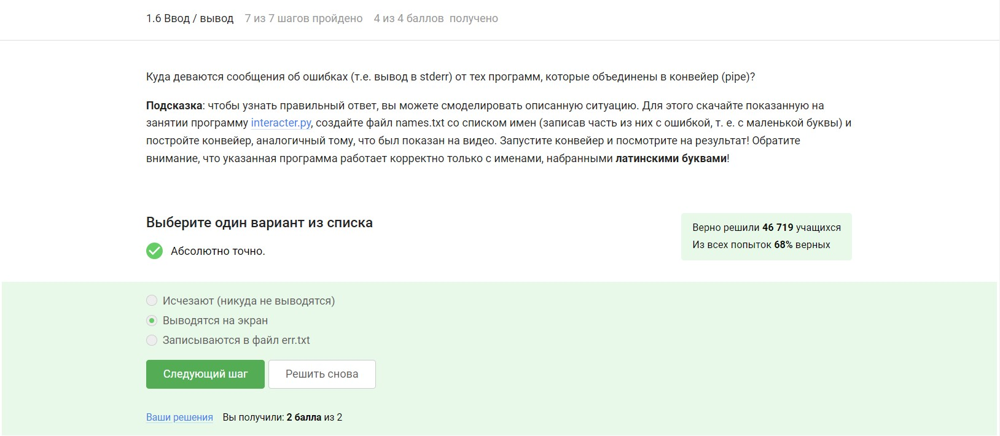 1.6 Ввод / вывод 7 из 7 шагов пройдено 4 из 4 баллов получено
Куда деваются сообщения об ошибках (т.е. вывод в stderr) от тех программ, которые объединены в конвейер (pipe)?
Подсказка: чтобы узнать правильный ответ, вы можете смоделировать описанную ситуацию. Для этого скачайте показанную на
занятии программу interacter.py, создайте файл names.txt со списком имен (записав часть из них с ошибкой, т. е. с маленькой буквы) и
постройте конвейер, аналогичный тому, что был показан на видео. Запустите конвейер и посмотрите на результат! Обратите
внимание, что указанная программа работает корректно только с именами, набранными латинскими буквами!
Выберите один вариант из списка
Абсолютно точно.
Верно решили 46 719 учащихся
Из всех попыток 68% верных
Исчезают (никуда не выводятся)
Выводятся на экран
Записываются в файл err.txt
Следующий шаг Решить снова
Ваши решения Вы получили: 2 балла из 2